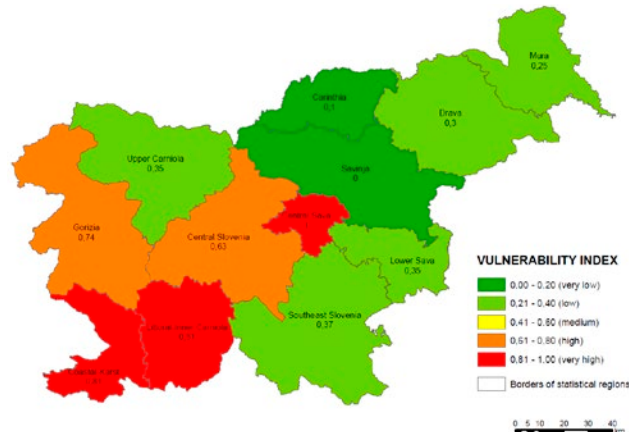 Mura
0,25
Carinthia
0,1
Drava
0,3
Upper Carniola
0,35
Savinja
0
Gorizia
0,74
Central Slovenia
0,63
Lower Sava
0,35
Southeast Slovenia
0,37
VULNERABILITY INDEX
0.00 - 0.20 (very low)
0,21 - 0,40 (low)
0,41 - 0,60 (medium)
0,61 - 0,80 (high)
0,81 - 1.00 (very high)
Borders of statistical regions
0 5 10 20 30 40